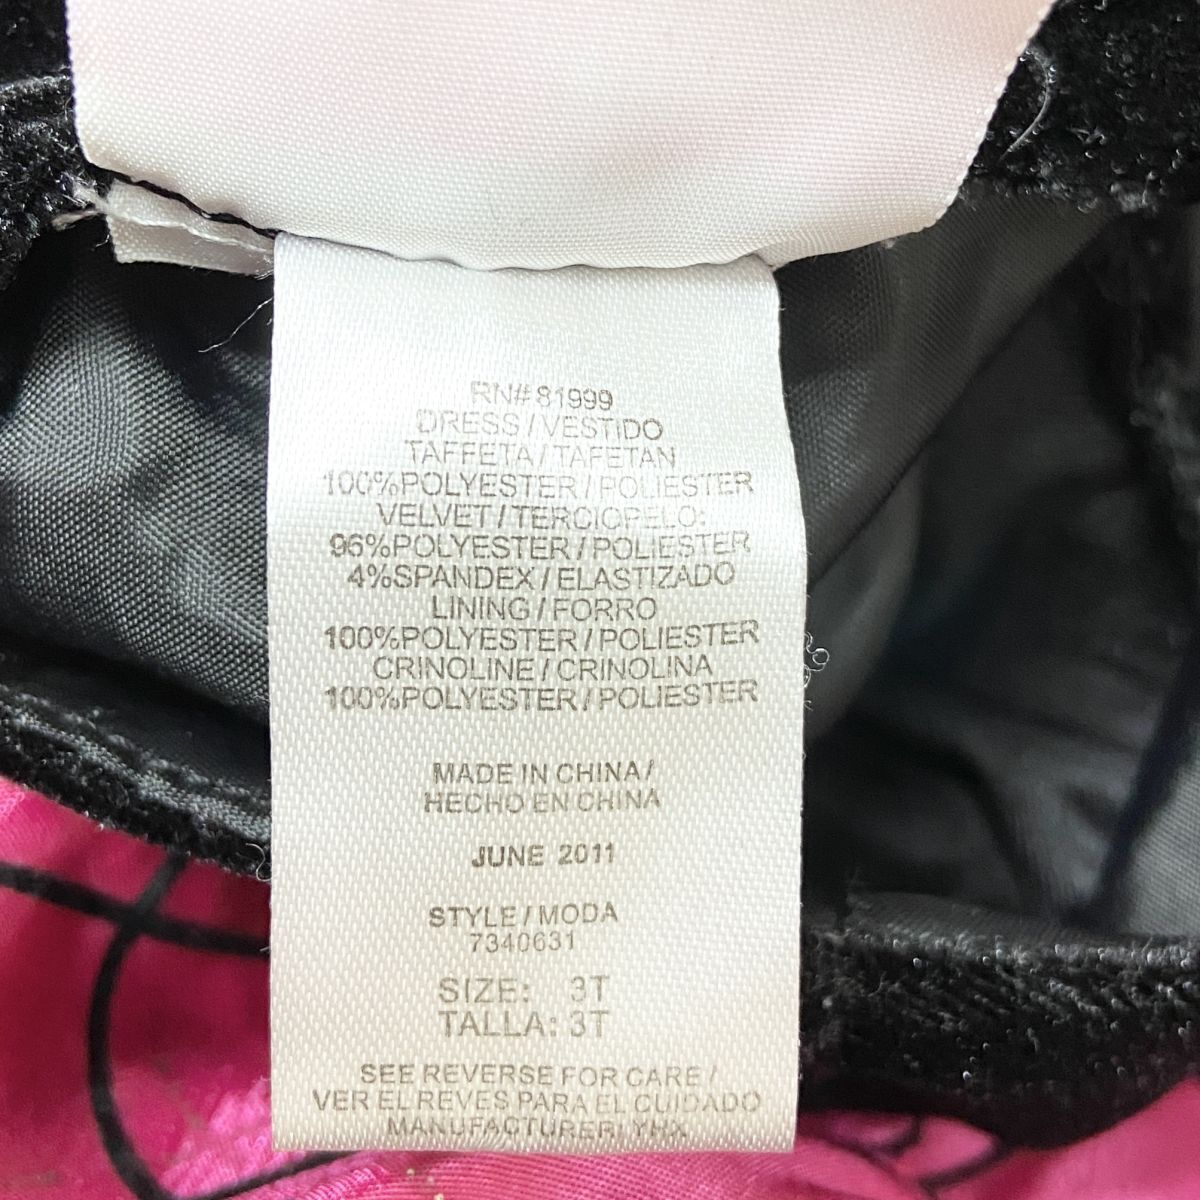 RN# 81999
DRESS/VESTIDO
TAFFETA/TAFETAN
100%POLYESTER/POLIESTER
VELVET/TERCIOPELO:
96%POLYESTER/POLIESTER
4%SPANDEX/ELASTIZADO
LINING/FORRO
100%POLYESTER/POLIESTER
CRINOLINE/CRINOLINA
100%POLYESTER/POLIESTER
MADE IN CHINA/
HECHO EN CHINA
JUNE 2011
STYLE/MODA
7340631
SIZE: 3T
TALLA: 3T
SEE REVERSE FOR CARE/
VER EL REVES PARA EL CUIDADO
MANUFACTURER: YHX